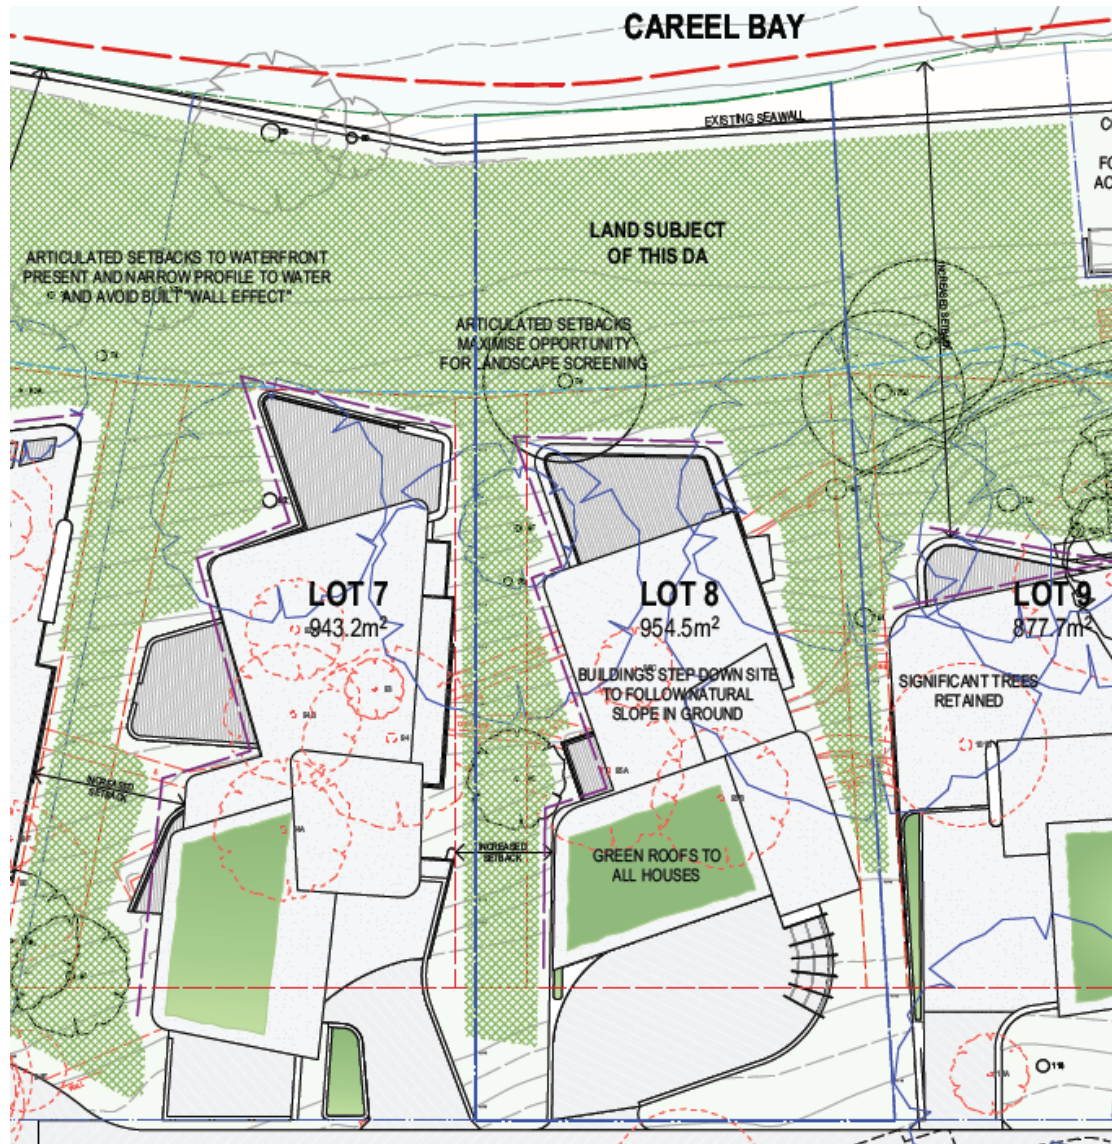 CAREEL BAY
EXISTING SEAWALL
LAND SUBJECT
OF THIS DA
ARTICULATED SETBACKS TO WATERFRONT
PRESENT AND NARROW PROFILE TO WATER
AND AVOID BUILT "WALL EFFECT"
INCREASED SETBACK
ARTICULATED SETBACKS
MAXIMISE OPPORTUNITY
FOR LANDSCAPE SCREENING
LOT 7
943.2m²
LOT 8
954.5m²
LOT 9
877.7m²
BUILDINGS STEP DOWN SITE
TO FOLLOW NATURAL
SLOPE IN GROUND
SIGNIFICANT TREES
RETAINED
INCREASED
SETBACK
INCREASED
SETBACK
GREEN ROOFS TO
ALL HOUSES